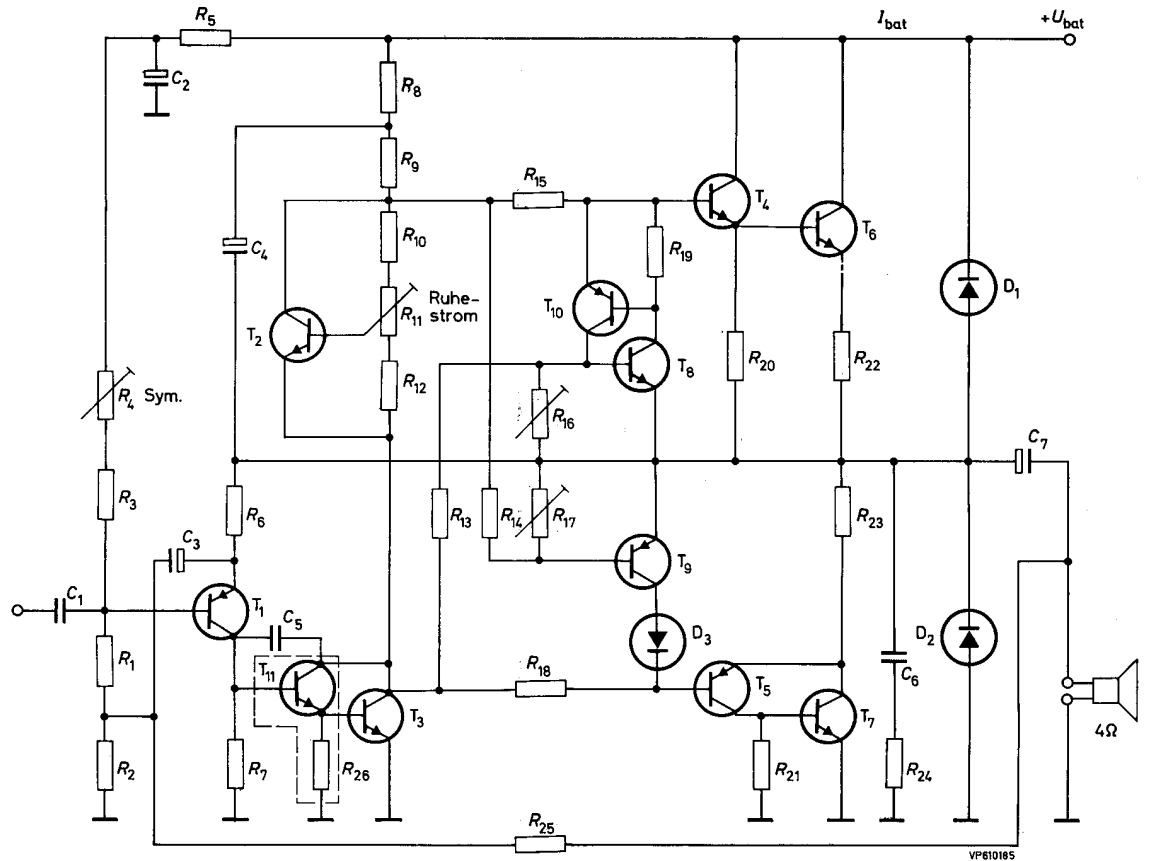 R5
Ibat
+Ubat
C2
R8
R9
R15
T4
T6
R10
C4
R19
D1
T10
R11
Ruhe-
strom
T2
T8
R20
R22
R4 Sym.
R12
R16
C7
R3
R6
R13
R14
R17
R23
C3
T9
C1
T1
C5
D3
D2
R1
T11
R18
T5
C6
T3
T7
4Ω
R2
R7
R26
R21
R24
R25
VP610165